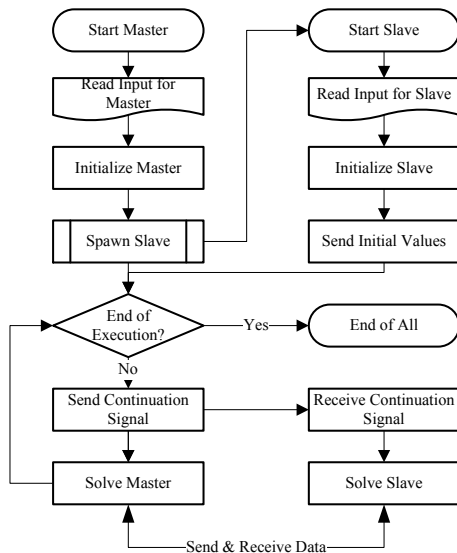 Start Master
Start Slave
Read Input for
Master
Read Input for Slave
Initialize Master
Initialize Slave
Spawn Slave
Send Initial Values
End of
Execution?
Yes
End of All
No
Send Continuation
Signal
Receive Continuation
Signal
Solve Master
Solve Slave
Send & Receive Data